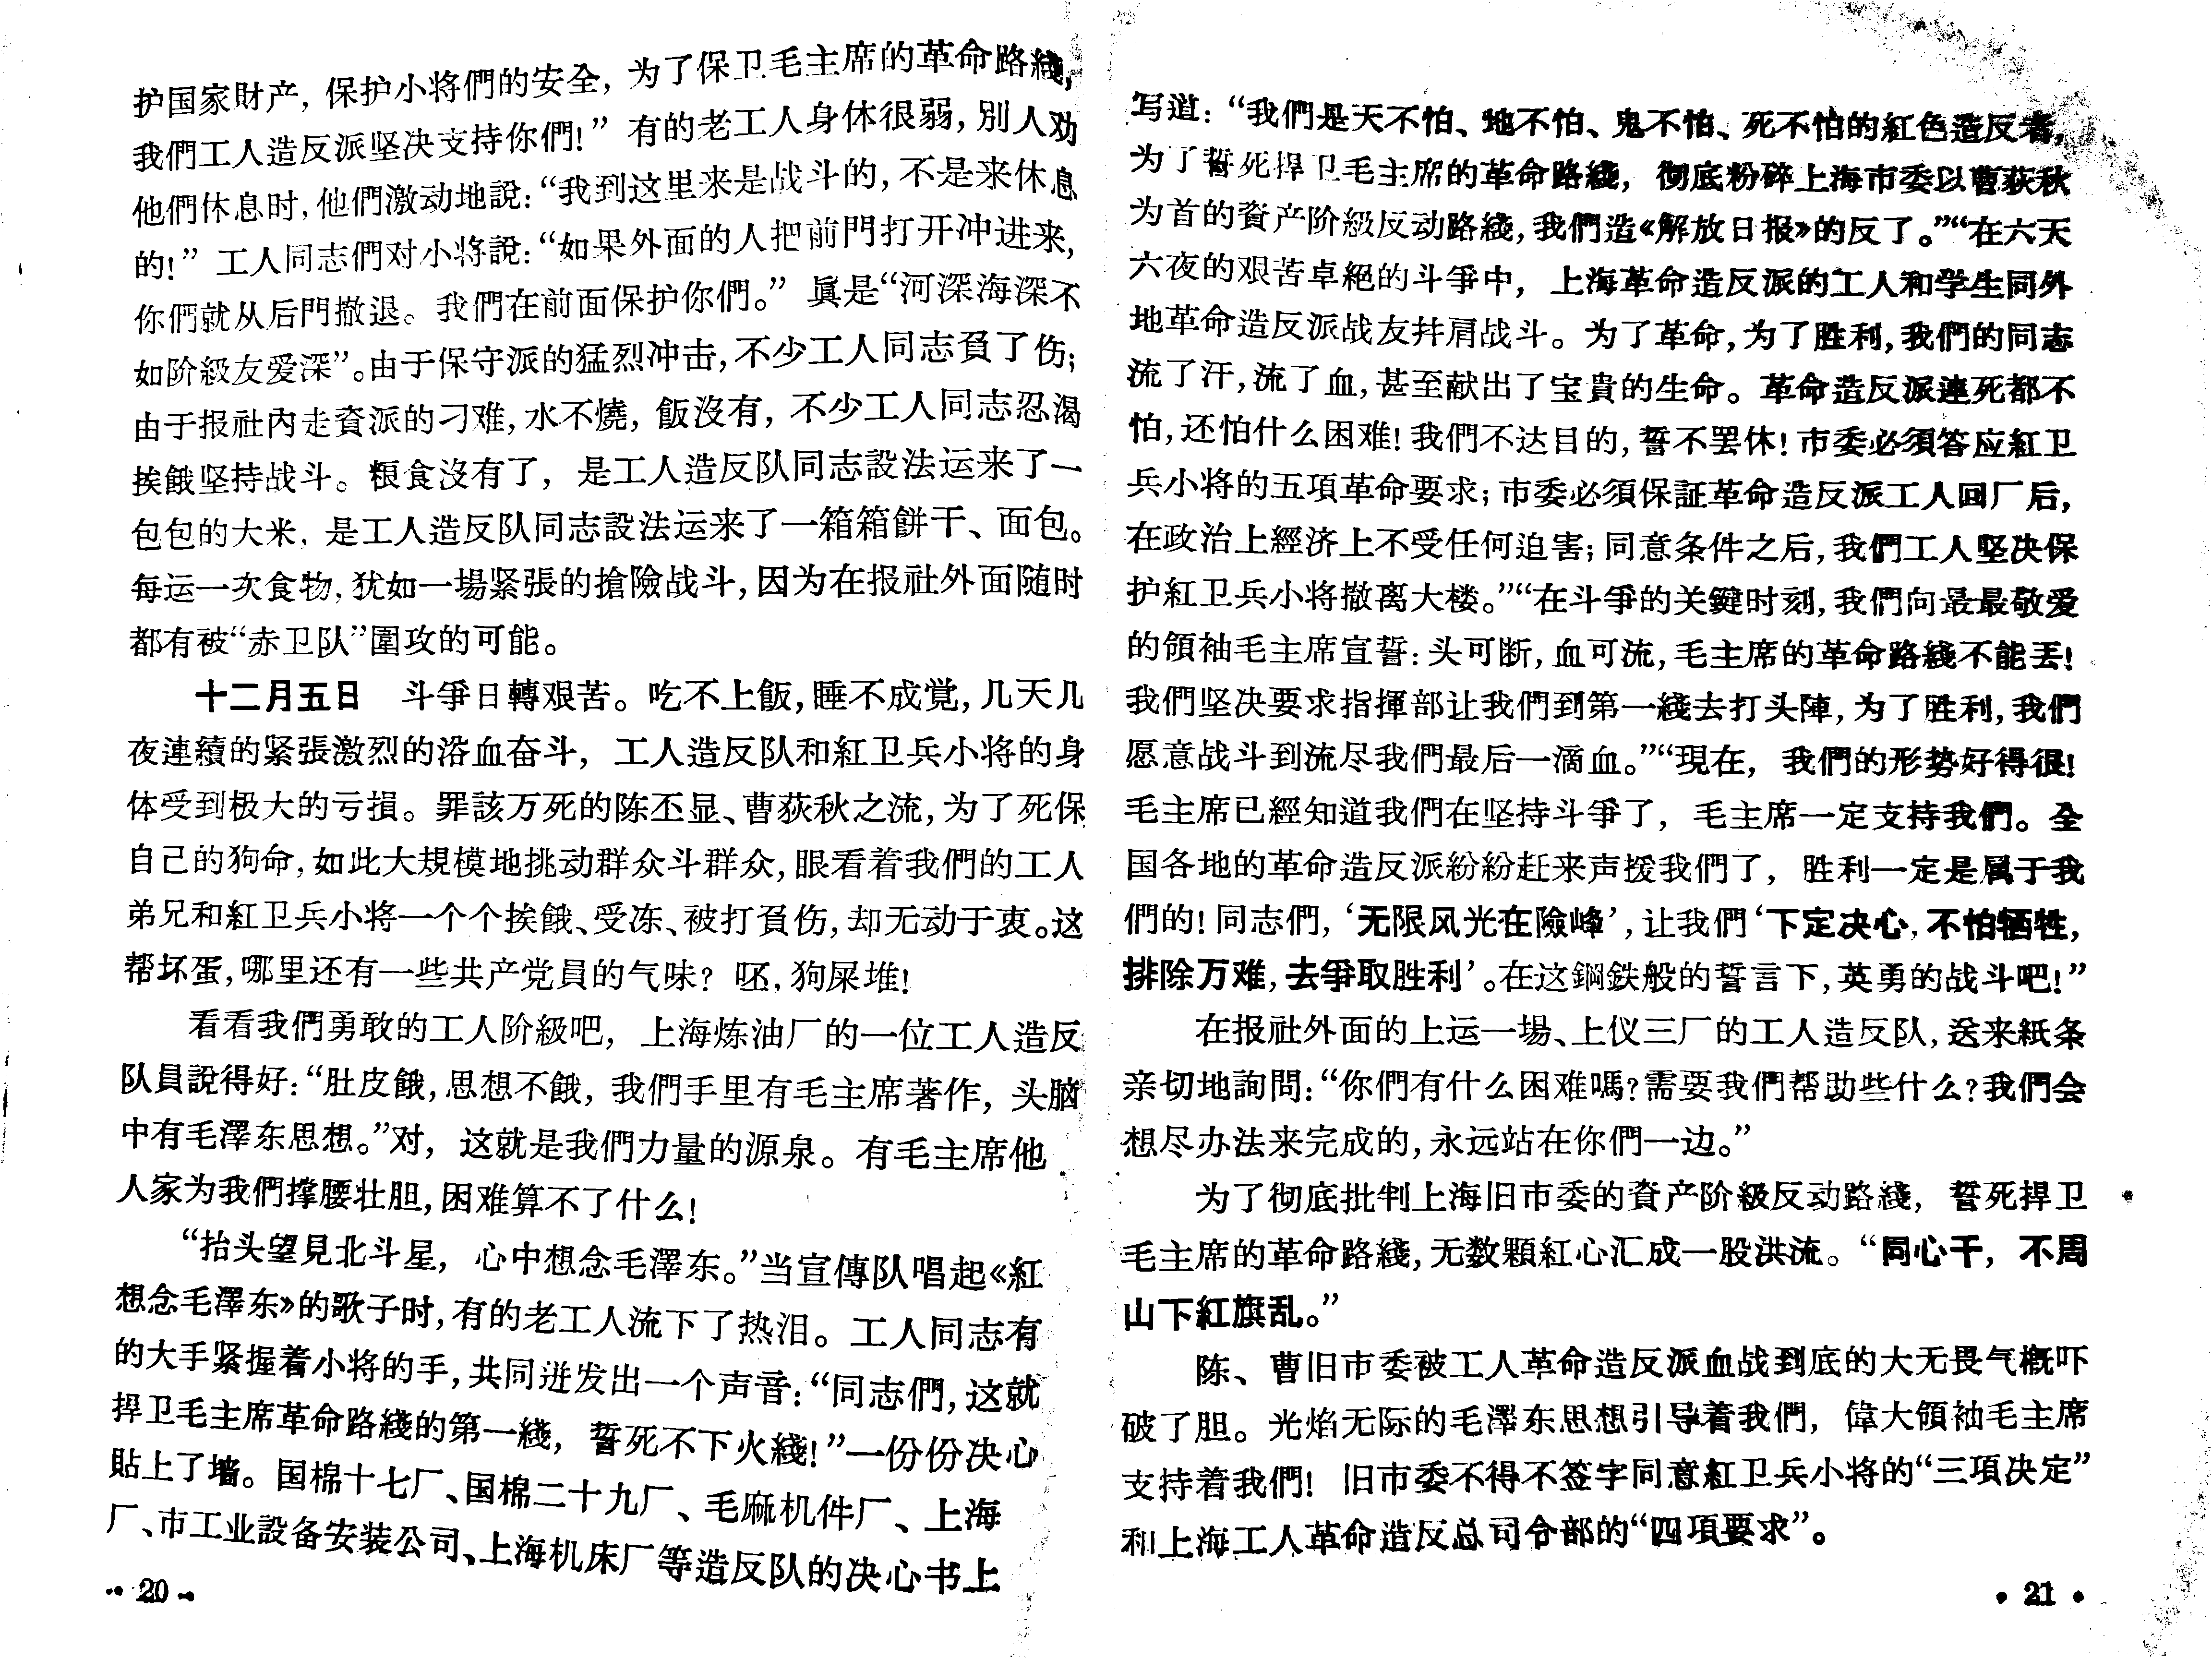 护国家財产，保护小将們的安全，为了保卫毛主席的革命路綫，
我們工人造反派坚决支持你們！”有的老工人身体很弱，別人劝
他們休息时，他們激动地說：“我到这里来是战斗的，不是来休息
的！”工人同志們对小将說：“如果外面的人把前門打开冲进来，
你們就从后門撤退。我們在前面保护你們。”眞是“河深海深不
如阶級友爱深”。由于保守派的猛烈冲击，不少工人同志負了伤；
由于报社內走資派的刁难，水不燒，飯沒有，不少工人同志忍渴
挨餓坚持战斗。粮食沒有了，是工人造反队同志設法运来了一
包包的大米，是工人造反队同志設法运来了一箱箱餅干、面包。
每运一次食物，犹如一場紧張的搶險战斗，因为在报社外面随时
都有被“赤卫队”圍攻的可能。
十二月五日　斗爭日轉艰苦。吃不上飯，睡不成覚，几天几
夜連續的紧張激烈的浴血奋斗，工人造反队和紅卫兵小将的身
体受到极大的亏損。罪該万死的陈丕显、曹荻秋之流，为了死保
自己的狗命，如此大規模地挑动群众斗群众，眼看着我們的工人
弟兄和紅卫兵小将一个个挨餓、受冻、被打負伤，却无动于衷。这
帮坏蛋，哪里还有一些共产党員的气味？呸，狗屎堆！
看看我們勇敢的工人阶級吧，上海炼油厂的一位工人造反
队員說得好：“肚皮餓，思想不餓，我們手里有毛主席著作，头脑
中有毛澤东思想。”对，这就是我們力量的源泉。有毛主席他
人家为我們撑腰壮胆，困难算不了什么！
“抬头望見北斗星，心中想念毛澤东。”当宣傳队唱起《紅
想念毛澤东》的歌子时，有的老工人流下了热泪。工人同志有
的大手紧握着小将的手，共同迸发出一个声音：“同志們，这就
捍卫毛主席革命路綫的第一綫，誓死不下火綫！”一份份决心
貼上了墙。国棉十七厂、国棉二十九厂、毛麻机件厂、上海
厂、市工业設备安装公司、上海机床厂等造反队的决心书上
·20·
写道：“我們是天不怕、地不怕、鬼不怕、死不怕的紅色造反者，
为了誓死捍卫毛主席的革命路綫，彻底粉碎上海市委以曹荻秋
为首的資产阶級反动路綫，我們造《解放日报》的反了。”“在六天
六夜的艰苦卓絕的斗爭中，上海革命造反派的工人和学生同外
地革命造反派战友幷肩战斗。为了革命，为了胜利，我們的同志
流了汗，流了血，甚至献出了宝貴的生命。革命造反派連死都不
怕，还怕什么困难！我們不达目的，誓不罢休！市委必須答应紅卫
兵小将的五項革命要求；市委必須保証革命造反派工人回厂后，
在政治上經济上不受任何迫害；同意条件之后，我們工人坚决保
护紅卫兵小将撤离大楼。”“在斗爭的关鍵时刻，我們向最最敬爱
的領袖毛主席宣誓：头可断，血可流，毛主席的革命路綫不能丢！
我們坚决要求指揮部让我們到第一綫去打头陣，为了胜利，我們
愿意战斗到流尽我們最后一滴血。”“現在，我們的形势好得很！
毛主席已經知道我們在坚持斗爭了，毛主席一定支持我們。全
国各地的革命造反派紛紛赶来声援我們了，胜利一定是属于我
們的！同志們，‘无限风光在險峰’，让我們‘下定决心，不怕牺牲，
排除万难，去爭取胜利’。在这鋼鉄般的誓言下，英勇的战斗吧！”
在报社外面的上运一場、上仪三厂的工人造反队，送来紙条
亲切地詢問：“你們有什么困难嗎？需要我們帮助些什么？我們会
想尽办法来完成的，永远站在你們一边。”
为了彻底批判上海旧市委的資产阶級反动路綫，誓死捍卫
毛主席的革命路綫，无数顆紅心汇成一股洪流。“同心干，不周
山下紅旗乱。”
陈、曹旧市委被工人革命造反派血战到底的大无畏气概吓
破了胆。光焰无际的毛澤东思想引导着我們，偉大領袖毛主席
支持着我們！旧市委不得不签字同意紅卫兵小将的“三項决定”
和上海工人革命造反总司令部的“四項要求”。
·21·